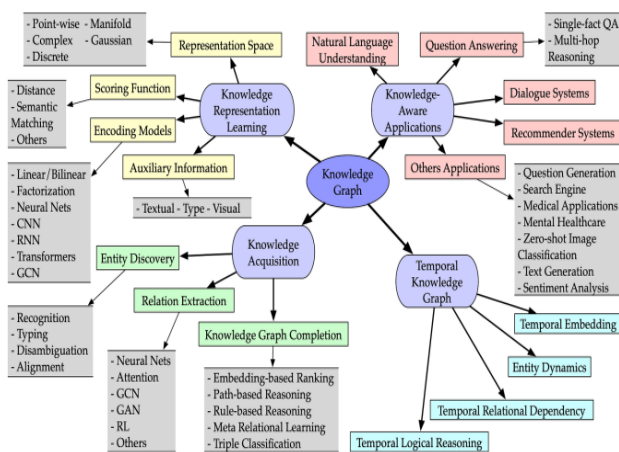 - Point-wise - Manifold
- Complex - Gaussian
- Discrete
Representation Space
Natural Language
Understanding
Question Answering
- Single-fact QA
- Multi-hop
Reasoning
- Distance
- Semantic
Matching
- Others
Scoring Function
Encoding Models
Knowledge
Representation
Learning
Knowledge-
Aware
Applications
Dialogue Systems
Recommender Systems
Auxiliary Information
Knowledge
Graph
Others Applications
- Linear/Bilinear
- Factorization
- Neural Nets
- CNN
- RNN
- Transformers
- GCN
- Textual - Type - Visual
- Question Generation
- Search Engine
- Medical Applications
- Mental Healthcare
- Zero-shot Image
Classification
- Text Generation
- Sentiment Analysis
Entity Discovery
Knowledge
Acquisition
Temporal
Knowledge
Graph
Relation Extraction
Knowledge Graph Completion
Temporal Embedding
- Recognition
- Typing
- Disambiguation
- Alignment
- Neural Nets
- Attention
- GCN
- GAN
- RL
- Others
- Embedding-based Ranking
- Path-based Reasoning
- Rule-based Reasoning
- Meta Relational Learning
- Triple Classification
Entity Dynamics
Temporal Relational Dependency
Temporal Logical Reasoning